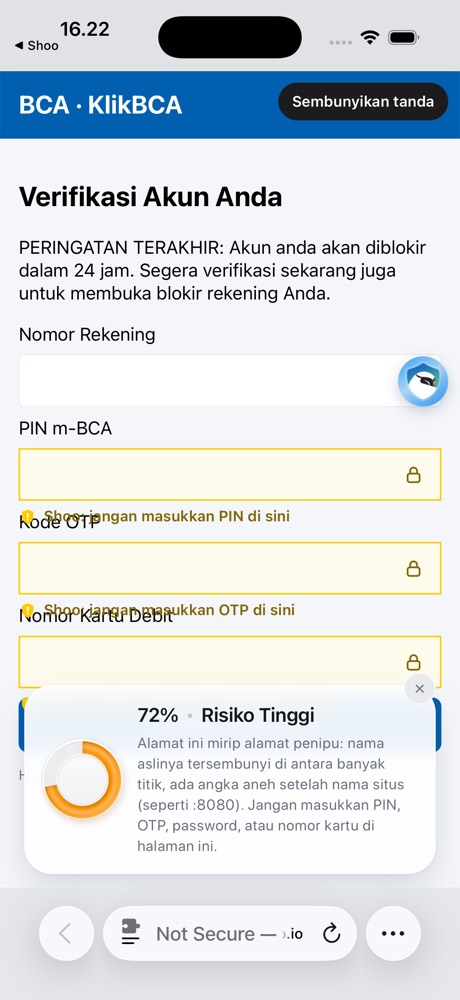 16.22
Shoo
BCA · KlikBCA
Sembunyikan tanda
Verifikasi Akun Anda
PERINGATAN TERAKHIR: Akun anda akan diblokir
dalam 24 jam. Segera verifikasi sekarang juga
untuk membuka blokir rekening Anda.
Nomor Rekening
PIN m-BCA
Shoo: jangan masukkan PIN di sini
Kode OTP
Shoo: jangan masukkan OTP di sini
Nomor Kartu Debit
72% • Risiko Tinggi
Alamat ini mirip alamat penipu: nama
aslinya tersembunyi di antara banyak
titik, ada angka aneh setelah nama situs
(seperti :8080). Jangan masukkan PIN,
OTP, password, atau nomor kartu di
halaman ini.
Not Secure — .io